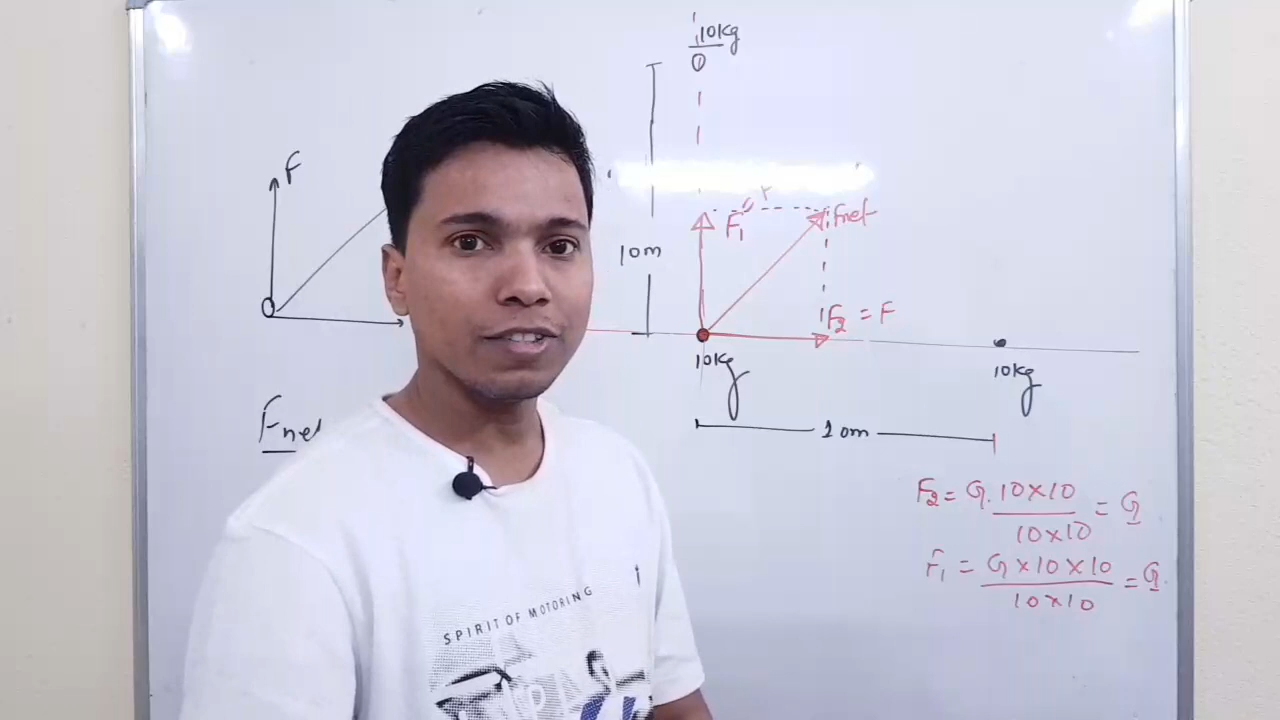 10kg
F
10m
F1
Fnet
F2 = F
10kg
10kg
10m
Fnet
F2 = G. 10×10 / 10×10 = G
F1 = G×10×10 / 10×10 = G
SPIRIT OF MOTORING